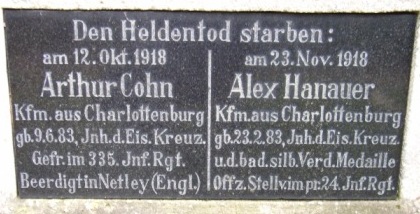 Den Heldentod starben:
am 12. Okt. 1918
Arthur Cohn
Kfm. aus Charlottenburg
gb. 9.6.83, Jnh. d. Eis. Kreuz.
Gefr. im 335. Jnf. Rgt.
Beerdigt in Netley (Engl.)
am 23. Nov. 1918
Alex Hanauer
Kfm. aus Charlottenburg
gb. 23.2.83, Jnh. d. Eis. Kreuz.
u. d. bad. silb. Verd. Medaille
Offz. Stellv. im pr. 24. Jnf. Rgt.